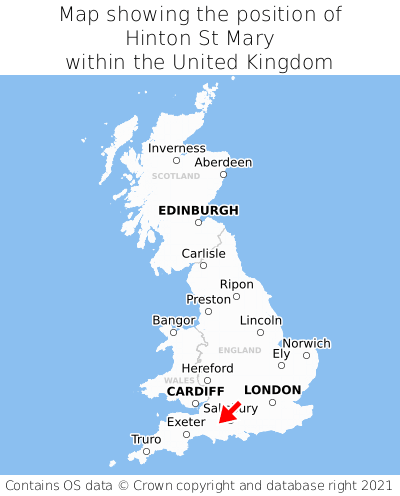 Map showing the position of
Hinton St Mary
within the United Kingdom
Inverness
Aberdeen
SCOTLAND
EDINBURGH
Carlisle
Ripon
Preston
Bangor
Lincoln
Norwich
ENGLAND
Ely
Hereford
WALES
CARDIFF
LONDON
Salisbury
Exeter
Truro
Contains OS data © Crown copyright and database right 2021